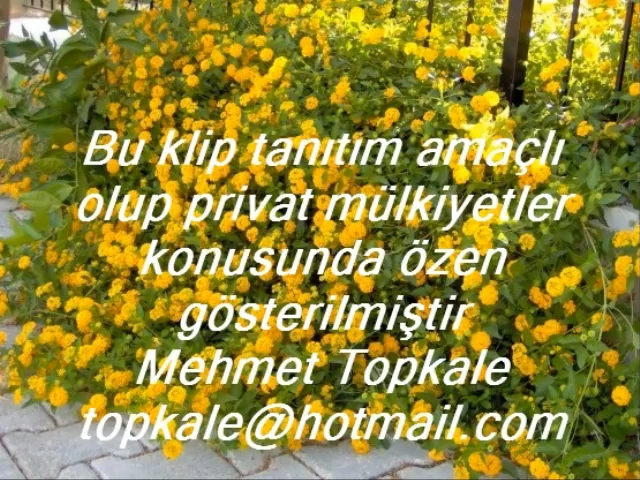 Bu klip tanıtım amaçlı
olup privat mülkiyetler
konusunda özen
gösterilmiştir
Mehmet Topkale
topkale@hotmail.com